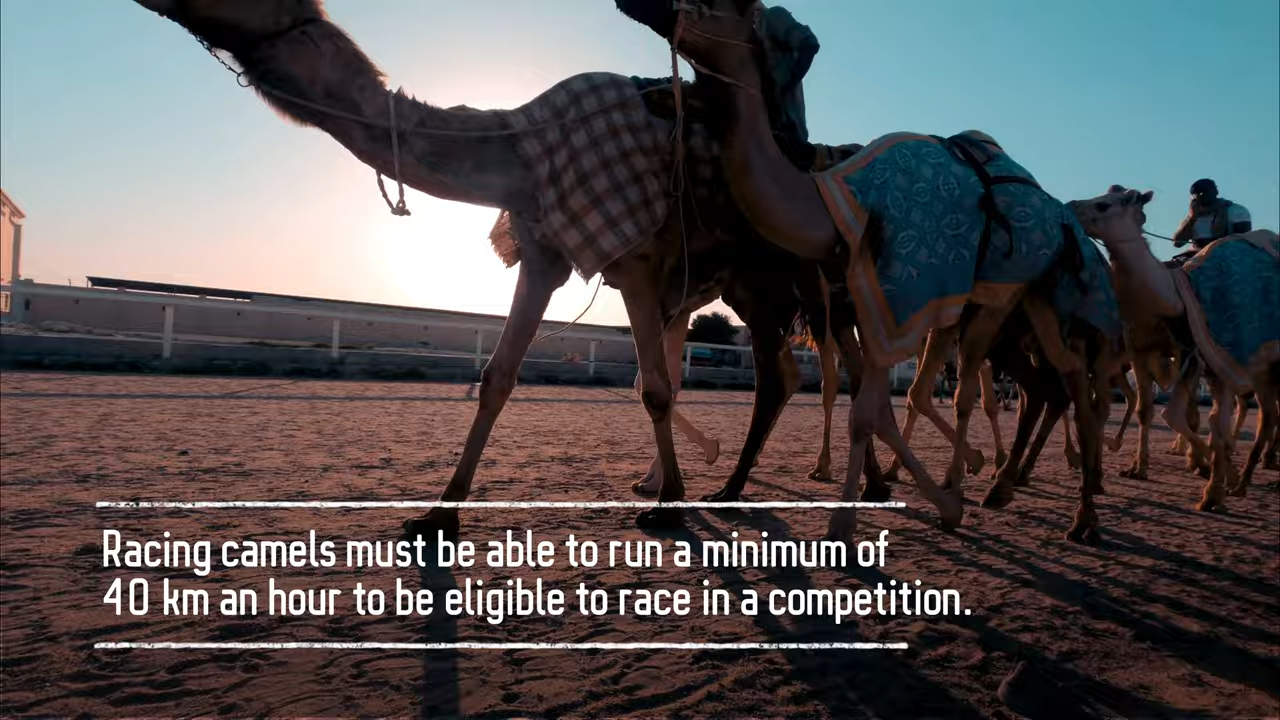 Racing camels must be able to run a minimum of
40 km an hour to be eligible to race in a competition.